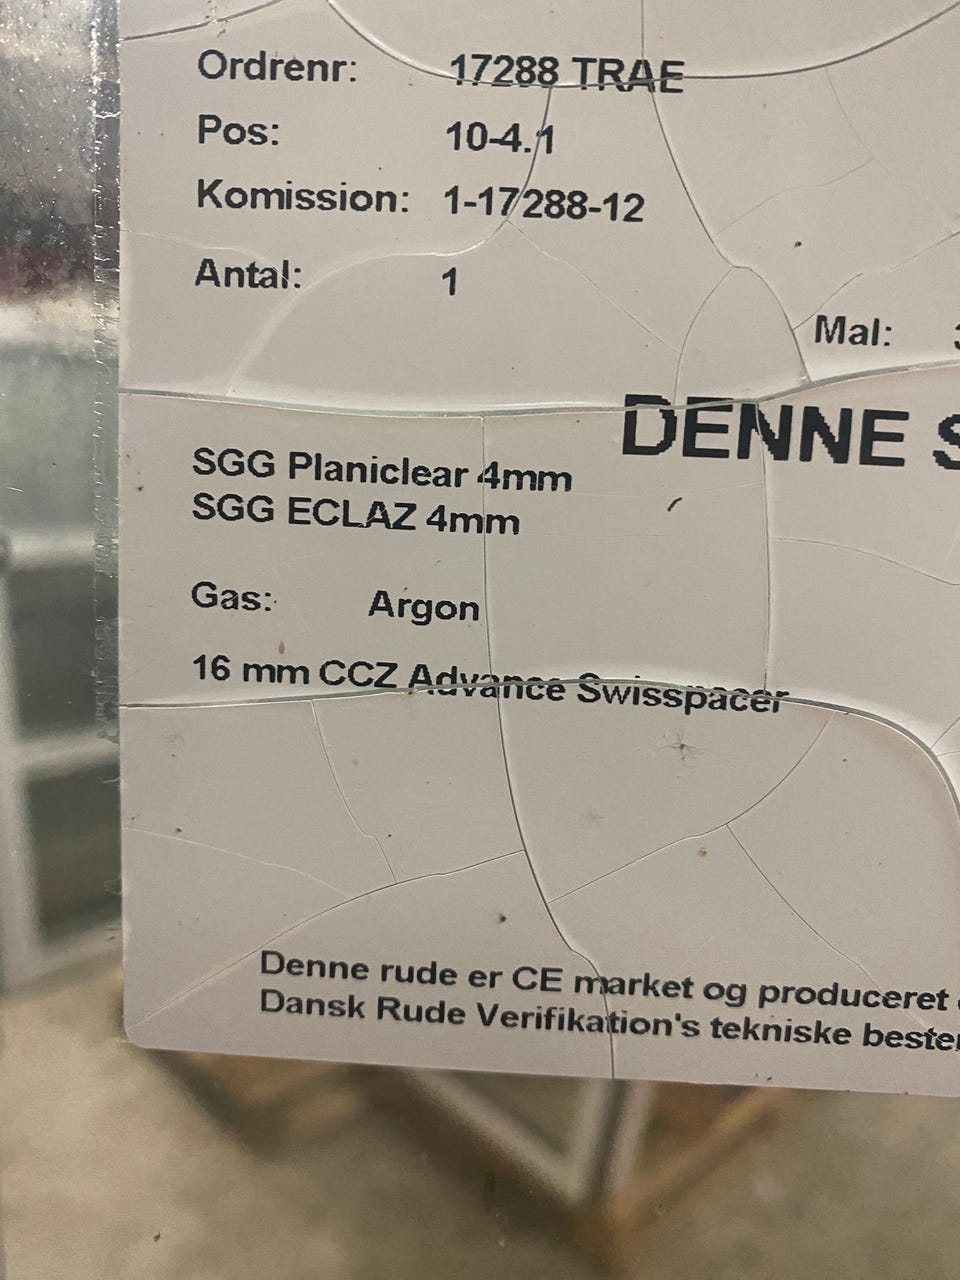 Ordrenr: 17288 TRAE
Pos: 10-4.1
Komission: 1-17288-12
Antal: 1
Mal:
DENNE S
SGG Planiclear 4mm
SGG ECLAZ 4mm
Gas: Argon
16 mm CCZ Advance Swisspacer
Denne rude er CE market og produceret
Dansk Rude Verifikation's tekniske bester